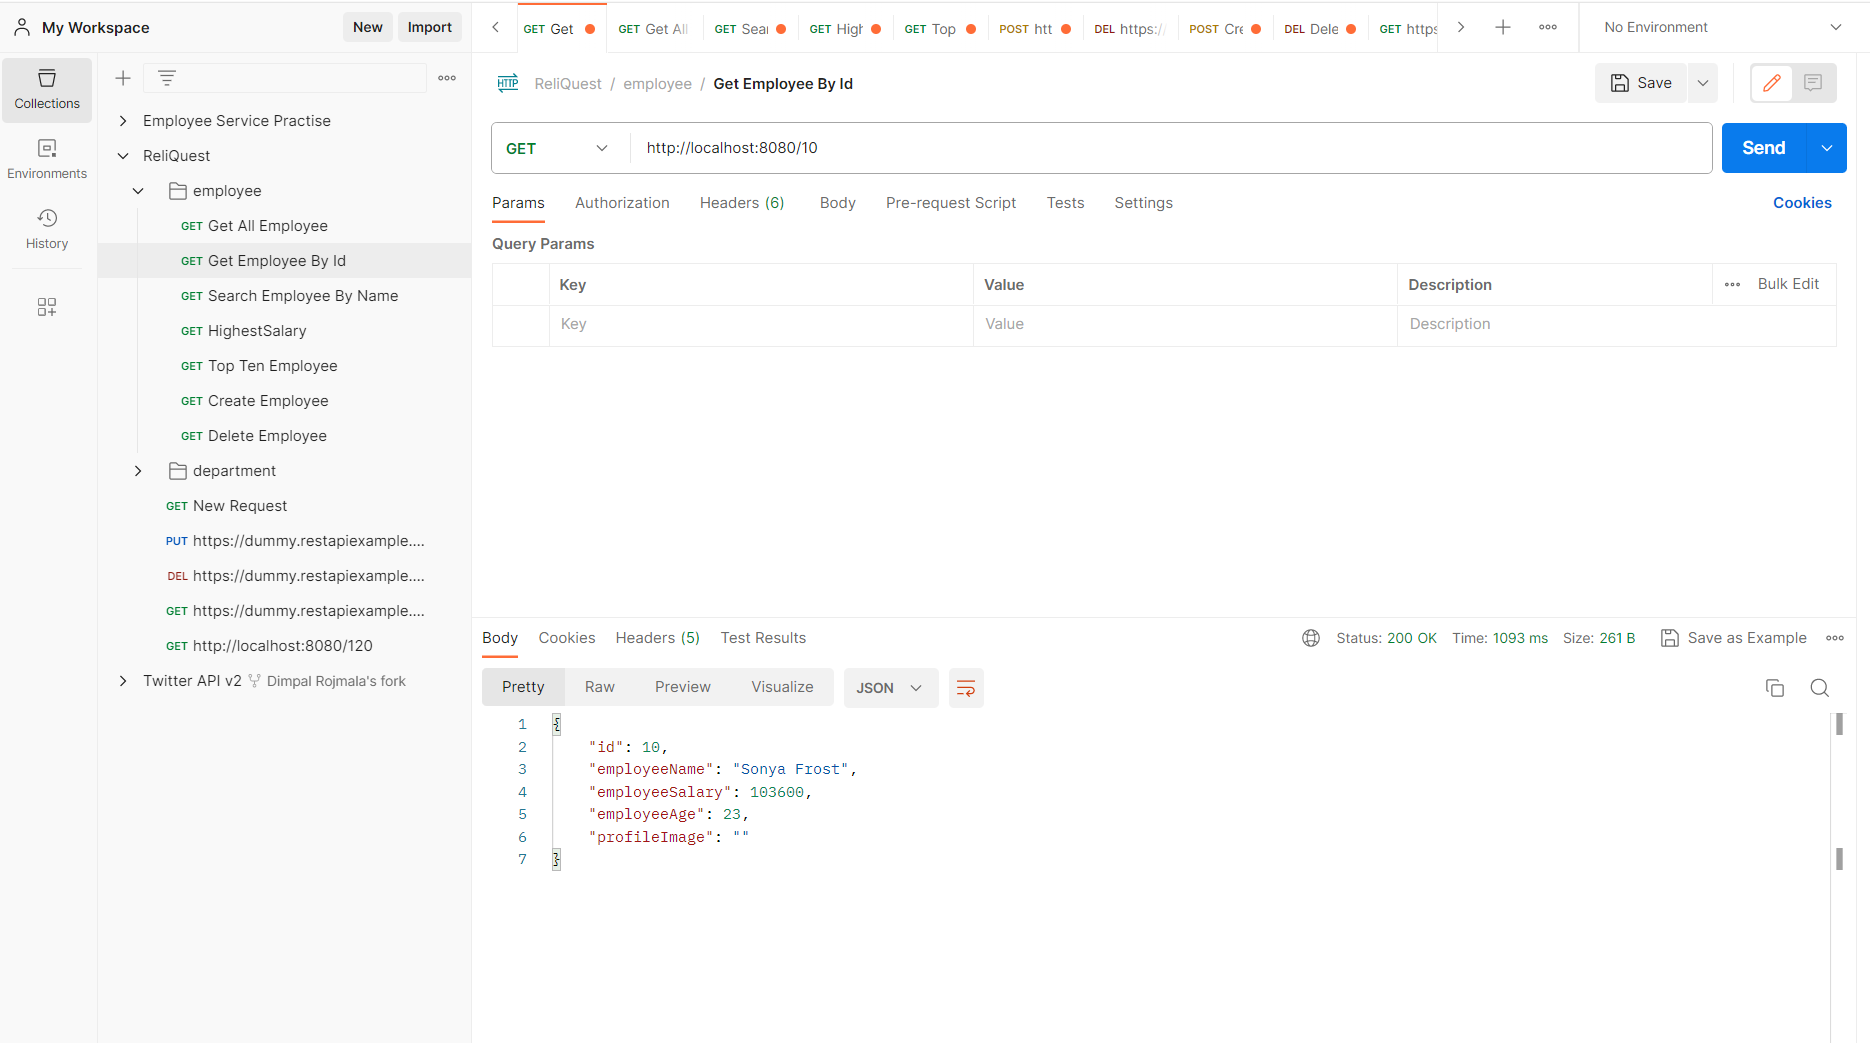 My Workspace
New
Import
GET Get
GET Get Al
GET Sea
GET High
GET Top
POST htt
DEL https:/
POST Cre
DEL Dele
GET https
No Environment
Collections
Environments
History
Employee Service Practise
ReliQuest
employee
GET Get All Employee
GET Get Employee By Id
GET Search Employee By Name
GET HighestSalary
GET Top Ten Employee
GET Create Employee
GET Delete Employee
department
GET New Request
PUT https://dummy.restapiexample....
DEL https://dummy.restapiexample....
GET https://dummy.restapiexample....
GET http://localhost:8080/120
Twitter API v2 Dimpal Rojmala's fork
HTTP ReliQuest / employee / Get Employee By Id
Save
GET http://localhost:8080/10
Send
Params Authorization Headers (6) Body Pre-request Script Tests Settings
Cookies
Query Params
Key Value Description Bulk Edit
Key Value Description
Body Cookies Headers (5) Test Results
Status: 200 OK Time: 1093 ms Size: 261 B Save as Example
Pretty Raw Preview Visualize JSON
1 {
2 "id": 10,
3 "employeeName": "Sonya Frost",
4 "employeeSalary": 103600,
5 "employeeAge": 23,
6 "profileImage": ""
7 }